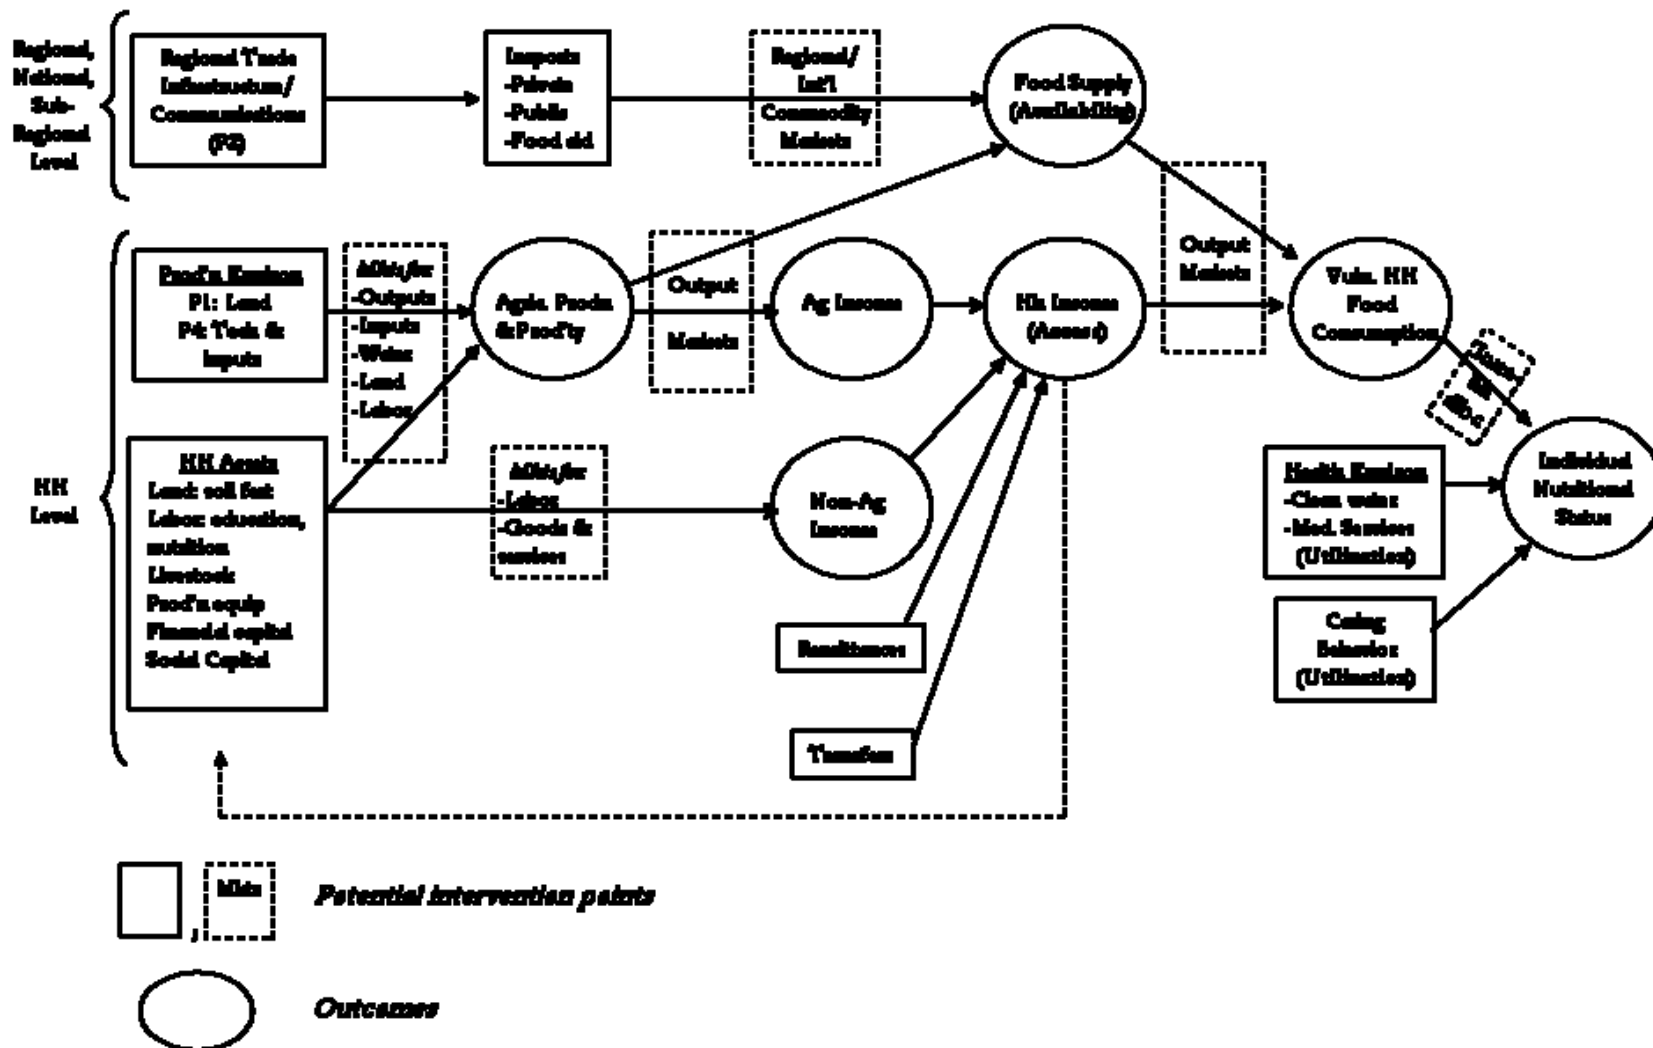 Regional,
National,
Sub-
Regional
Level
Regional Trade
Infrastructure/
Communications
(P2)
Imports
-Private
-Public
-Food aid
Regional/
Int'l
Commodity
Markets
Food Supply
(Availability)
HH
Level
Prod'n Environ
P1: Land
P4: Tech &
inputs
Mkts for
-Outputs
-Inputs
-Water
-Land
-Labor
Agric. Prodn
& Prod'ty
Output
Markets
Ag Income
Hh Income
(Access)
Output
Markets
Vuln. HH
Food
Consumption
HH Assets
Land: soil fert
Labor: education,
nutrition
Livestock
Prod'n equip
Financial capital
Social Capital
Mkts for
-Labor
-Goods &
services
Non-Ag
Income
Remittances
Transfers
Health Environ
-Clean water
-Med. Services
(Utilization)
Individual
Nutritional
Status
Caring
Behavior
(Utilization)
Mkts
,
Potential intervention points
Outcomes